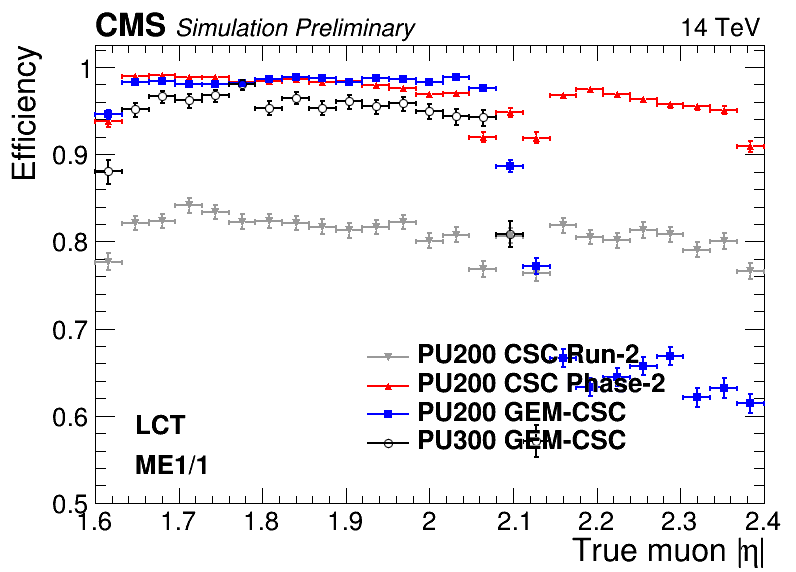 CMS Simulation Preliminary 14 TeV
Efficiency
1
0.9
0.8
0.7
0.6
0.5
PU200 CSC Run-2
PU200 CSC Phase-2
PU200 GEM-CSC
PU300 GEM-CSC
LCT
ME1/1
1.6 1.7 1.8 1.9 2 2.1 2.2 2.3 2.4
True muon |η|